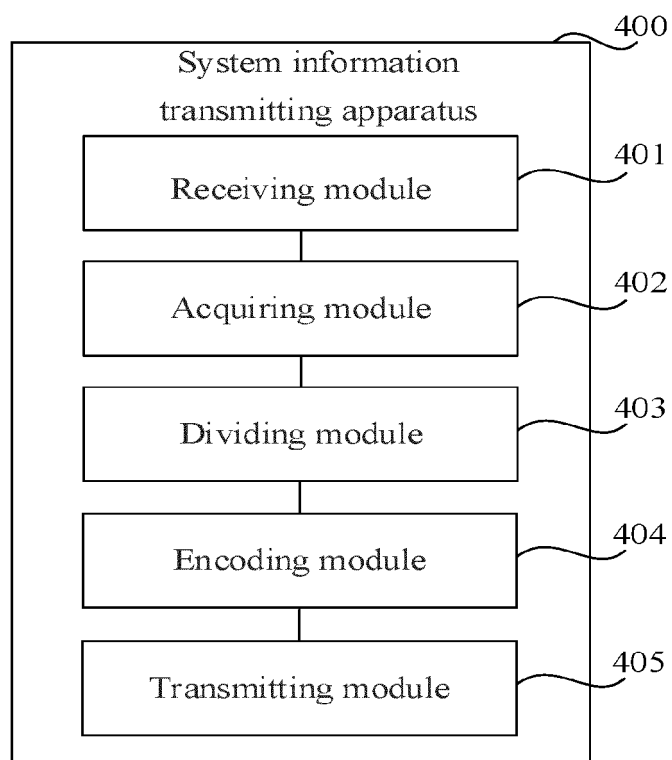 400
System information
transmitting apparatus
401
Receiving module
402
Acquiring module
403
Dividing module
404
Encoding module
405
Transmitting module